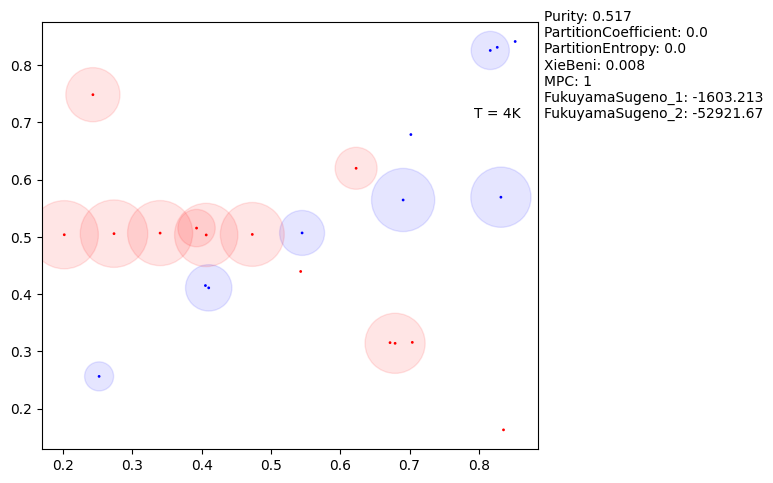 Purity: 0.517
PartitionCoefficient: 0.0
PartitionEntropy: 0.0
XieBeni: 0.008
MPC: 1
FukuyamaSugeno_1: -1603.213
FukuyamaSugeno_2: -52921.67
T = 4K
0.8
0.7
0.6
0.5
0.4
0.3
0.2
0.2 0.3 0.4 0.5 0.6 0.7 0.8